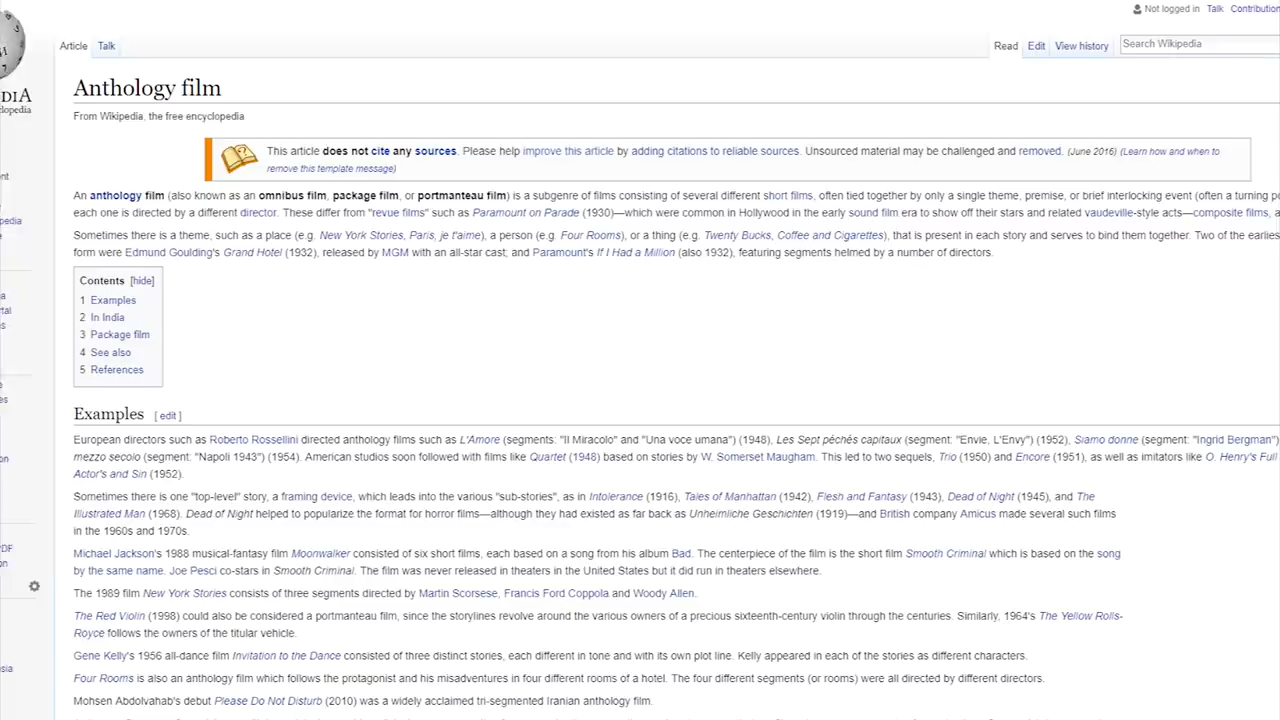 Not logged in Talk Contribution
Article Talk Read Edit View history Search Wikipedia
DIA
lopedia
Anthology film
From Wikipedia, the free encyclopedia
This article does not cite any sources. Please help improve this article by adding citations to reliable sources. Unsourced material may be challenged and removed. (June 2016) (Learn how and when to
remove this template message)
An anthology film (also known as an omnibus film, package film, or portmanteau film) is a subgenre of films consisting of several different short films, often tied together by only a single theme, premise, or brief interlocking event (often a turning po
each one is directed by a different director. These differ from "revue films" such as Paramount on Parade (1930)—which were common in Hollywood in the early sound film era to show off their stars and related vaudeville-style acts—composite films, a
Sometimes there is a theme, such as a place (e.g. New York Stories, Paris, je t'aime), a person (e.g. Four Rooms), or a thing (e.g. Twenty Bucks, Coffee and Cigarettes), that is present in each story and serves to bind them together. Two of the earlies
form were Edmund Goulding's Grand Hotel (1932), released by MGM with an all-star cast; and Paramount's If I Had a Million (also 1932), featuring segments helmed by a number of directors.
Contents [hide]
1 Examples
2 In India
3 Package film
4 See also
5 References
Examples [ edit ]
European directors such as Roberto Rossellini directed anthology films such as L'Amore (segments: "Il Miracolo" and "Una voce umana") (1948), Les Sept péchés capitaux (segment: "Envie, L'Envy") (1952), Siamo donne (segment: "Ingrid Bergman")
mezzo secolo (segment: "Napoli 1943") (1954). American studios soon followed with films like Quartet (1948) based on stories by W. Somerset Maugham. This led to two sequels, Trio (1950) and Encore (1951), as well as imitators like O. Henry's Full
Actor's and Sin (1952).
Sometimes there is one "top-level" story, a framing device, which leads into the various "sub-stories", as in Intolerance (1916), Tales of Manhattan (1942), Flesh and Fantasy (1943), Dead of Night (1945), and The
Illustrated Man (1968). Dead of Night helped to popularize the format for horror films—although they had existed as far back as Unheimliche Geschichten (1919)—and British company Amicus made several such films
in the 1960s and 1970s.
Michael Jackson's 1988 musical-fantasy film Moonwalker consisted of six short films, each based on a song from his album Bad. The centerpiece of the film is the short film Smooth Criminal which is based on the song
by the same name. Joe Pesci co-stars in Smooth Criminal. The film was never released in theaters in the United States but it did run in theaters elsewhere.
The 1989 film New York Stories consists of three segments directed by Martin Scorsese, Francis Ford Coppola and Woody Allen.
The Red Violin (1998) could also be considered a portmanteau film, since the storylines revolve around the various owners of a precious sixteenth-century violin through the centuries. Similarly, 1964's The Yellow Rolls-
Royce follows the owners of the titular vehicle.
Gene Kelly's 1956 all-dance film Invitation to the Dance consisted of three distinct stories, each different in tone and with its own plot line. Kelly appeared in each of the stories as different characters.
Four Rooms is also an anthology film which follows the protagonist and his misadventures in four different rooms of a hotel. The four different segments (or rooms) were all directed by different directors.
Mohsen Abdolvahab's debut Please Do Not Disturb (2010) was a widely acclaimed tri-segmented Iranian anthology film.